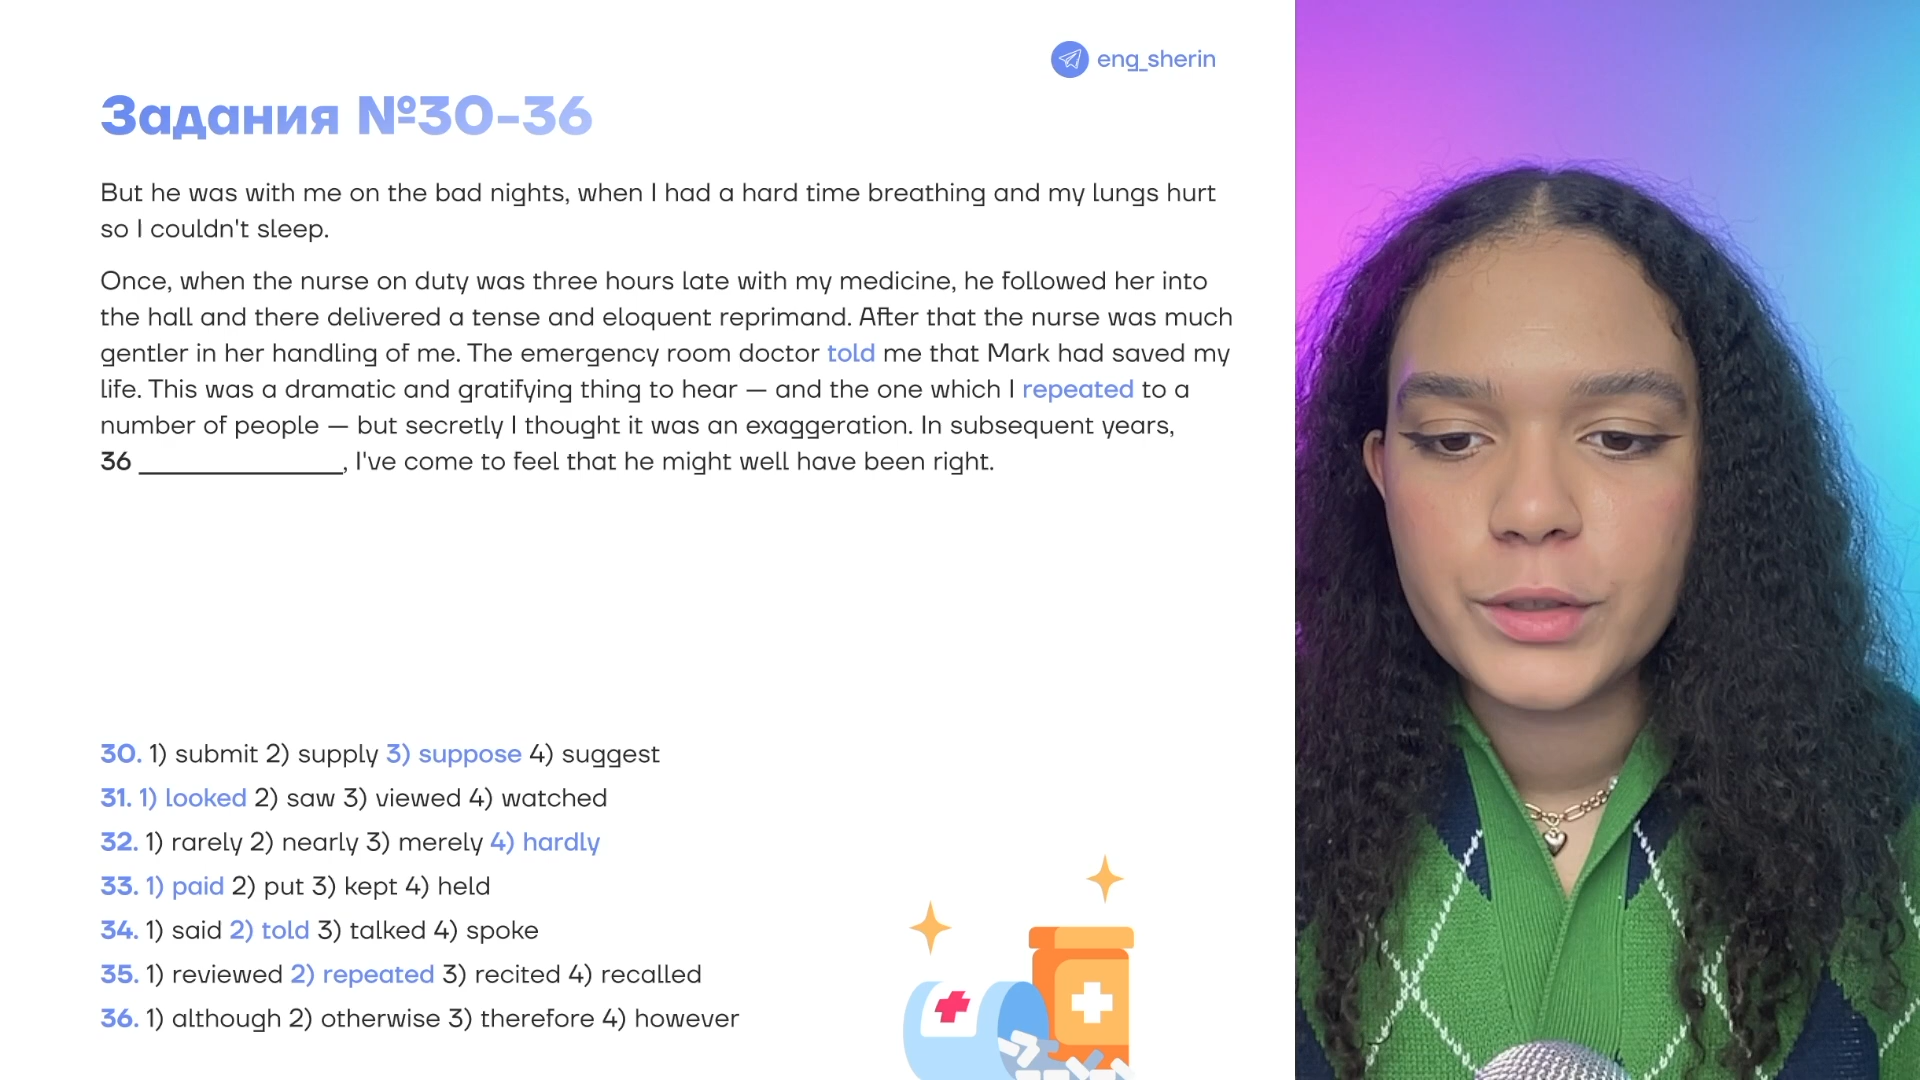 eng_sherin
Задания №30-36
But he was with me on the bad nights, when I had a hard time breathing and my lungs hurt
so I couldn't sleep.
Once, when the nurse on duty was three hours late with my medicine, he followed her into
the hall and there delivered a tense and eloquent reprimand. After that the nurse was much
gentler in her handling of me. The emergency room doctor told me that Mark had saved my
life. This was a dramatic and gratifying thing to hear — and the one which I repeated to a
number of people — but secretly I thought it was an exaggeration. In subsequent years,
36 _______________, I've come to feel that he might well have been right.
30. 1) submit 2) supply 3) suppose 4) suggest
31. 1) looked 2) saw 3) viewed 4) watched
32. 1) rarely 2) nearly 3) merely 4) hardly
33. 1) paid 2) put 3) kept 4) held
34. 1) said 2) told 3) talked 4) spoke
35. 1) reviewed 2) repeated 3) recited 4) recalled
36. 1) although 2) otherwise 3) therefore 4) however